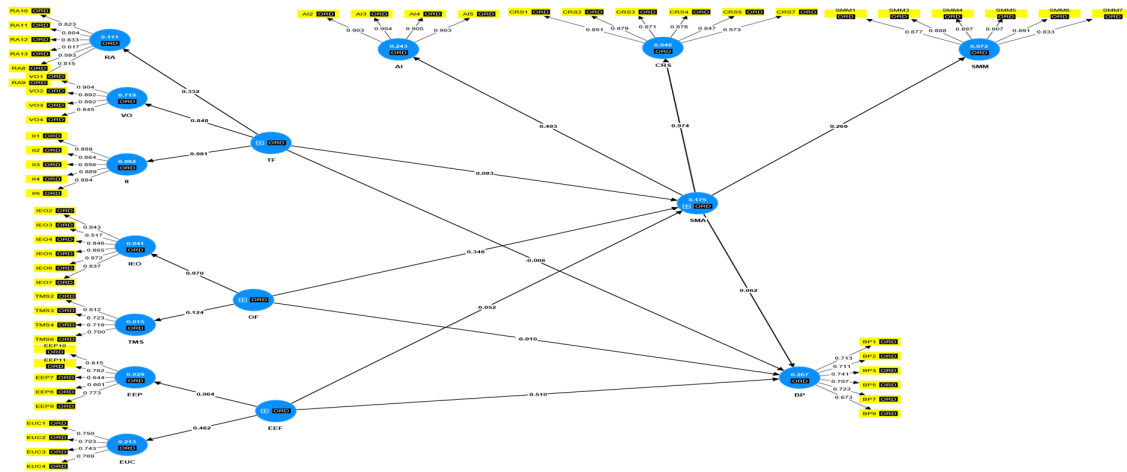 RA10 ORD
RA11 ORD
RA12 ORD
RA13 ORD
RA8 ORD
RA9 ORD
0.823
0.804
0.833
0.817
0.593
0.815
0.111
ORD
RA
VO1 ORD
VO2 ORD
VO3 ORD
VO4 ORD
0.904
0.892
0.892
0.845
0.719
ORD
VO
II1 ORD
II2 ORD
II3 ORD
II4 ORD
II5 ORD
0.888
0.884
0.856
0.889
0.884
0.962
ORD
II
IEO2 ORD
IEO3 ORD
IEO4 ORD
IEO5 ORD
IEO6 ORD
IEO7 ORD
0.843
0.517
0.846
0.865
0.872
0.837
0.941
ORD
IEO
TMS2 ORD
TMS3 ORD
TMS4 ORD
TMS6 ORD
0.812
0.723
0.719
0.700
0.015
ORD
TMS
EEP10
ORD
EEP11
ORD
EEP7 ORD
EEP8 ORD
EEP9 ORD
0.815
0.782
0.644
0.601
0.773
0.929
ORD
EEP
EUC1 ORD
EUC2 ORD
EUC3 ORD
EUC4 ORD
0.750
0.703
0.743
0.769
0.213
ORD
EUC
0.332
0.848
0.981
ORD
TF
0.970
0.124
ORD
OF
0.964
0.462
ORD
EEF
AI2 ORD
AI3 ORD
AI4 ORD
AI5 ORD
0.903
0.904
0.905
0.903
0.243
ORD
AI
CRS1 ORD
CRS2 ORD
CRS3 ORD
CRS4 ORD
CRS5 ORD
CRS7 ORD
0.851
0.879
0.871
0.878
0.847
0.573
0.948
ORD
CRS
SMM1
ORD
SMM3
ORD
SMM4
ORD
SMM5
ORD
SMM6
ORD
SMM7
ORD
0.877
0.888
0.897
0.907
0.891
0.833
0.072
ORD
SMM
0.493
0.974
0.269
0.083
0.175
ORD
SMA
0.348
-0.006
0.052
0.062
-0.010
0.510
0.267
ORD
BP
0.713
0.711
0.741
0.707
0.723
0.673
BP1 ORD
BP2 ORD
BP3 ORD
BP5 ORD
BP7 ORD
BP9 ORD